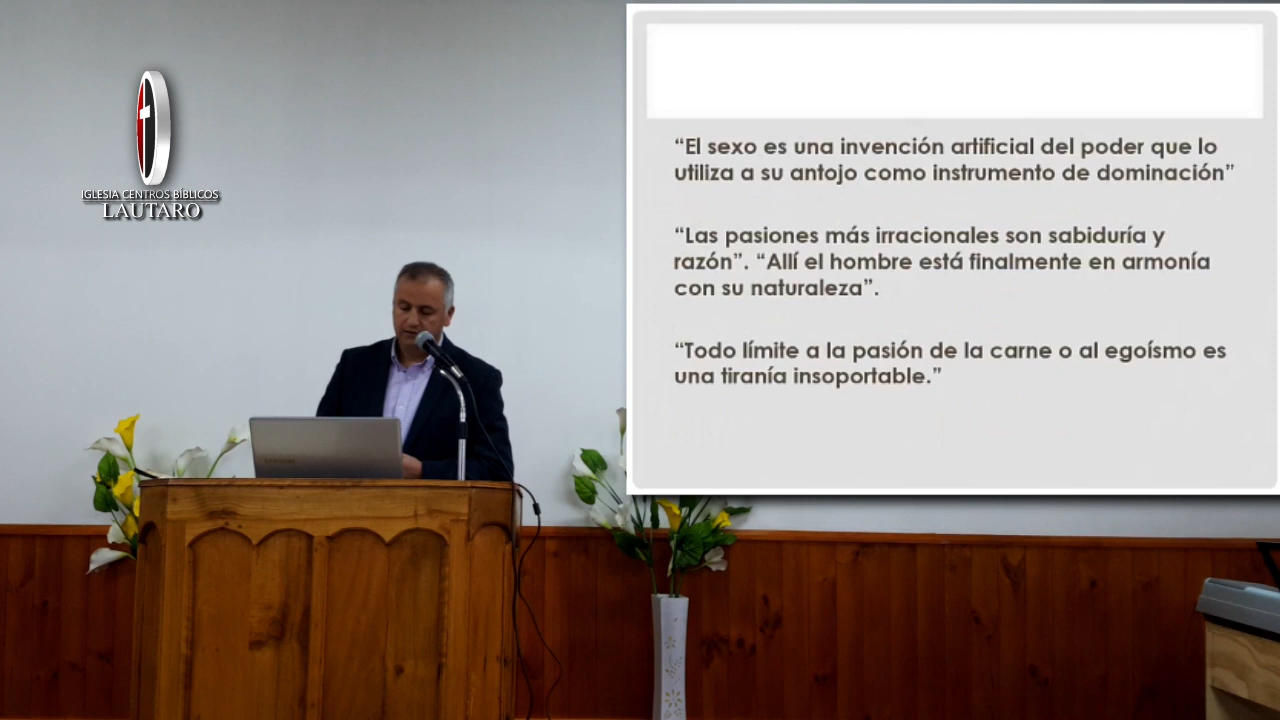 IGLESIA CENTROS BÍBLICOS
LAUTARO
“El sexo es una invención artificial del poder que lo
utiliza a su antojo como instrumento de dominación”
“Las pasiones más irracionales son sabiduría y
razón”. “Allí el hombre está finalmente en armonía
con su naturaleza”.
“Todo límite a la pasión de la carne o al egoísmo es
una tiranía insoportable.”